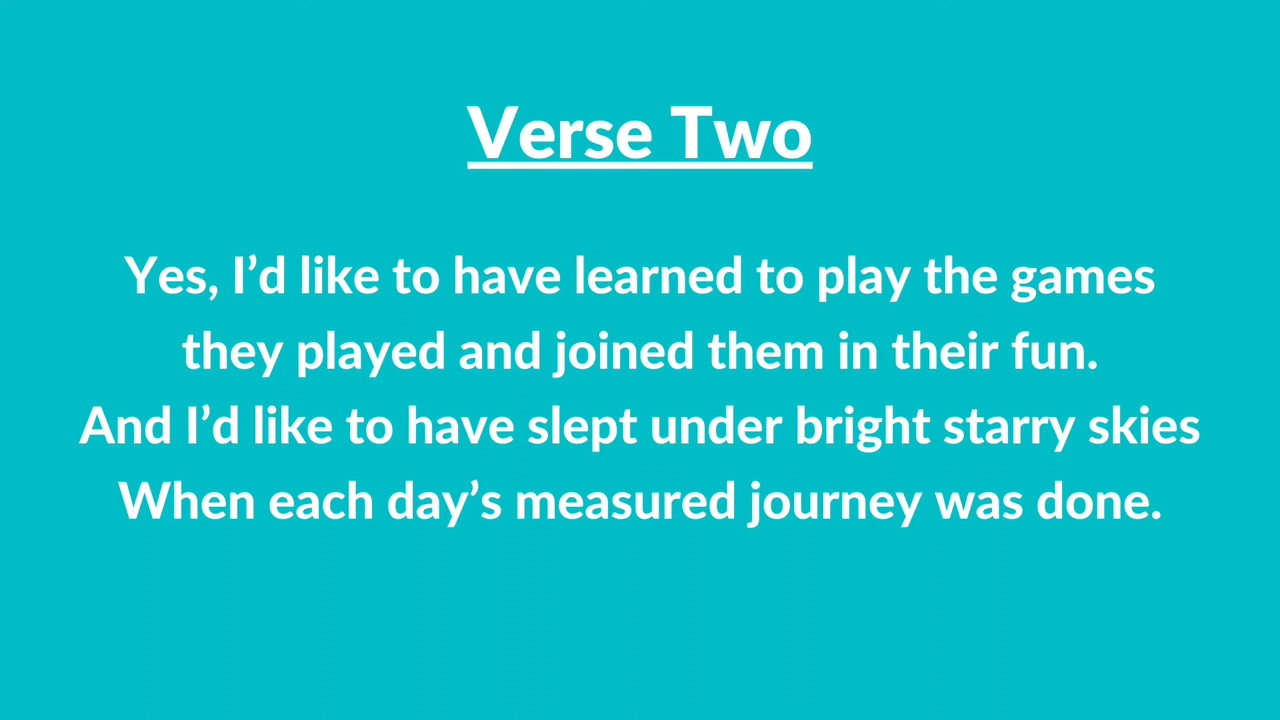 Verse Two
Yes, I’d like to have learned to play the games
they played and joined them in their fun.
And I’d like to have slept under bright starry skies
When each day’s measured journey was done.